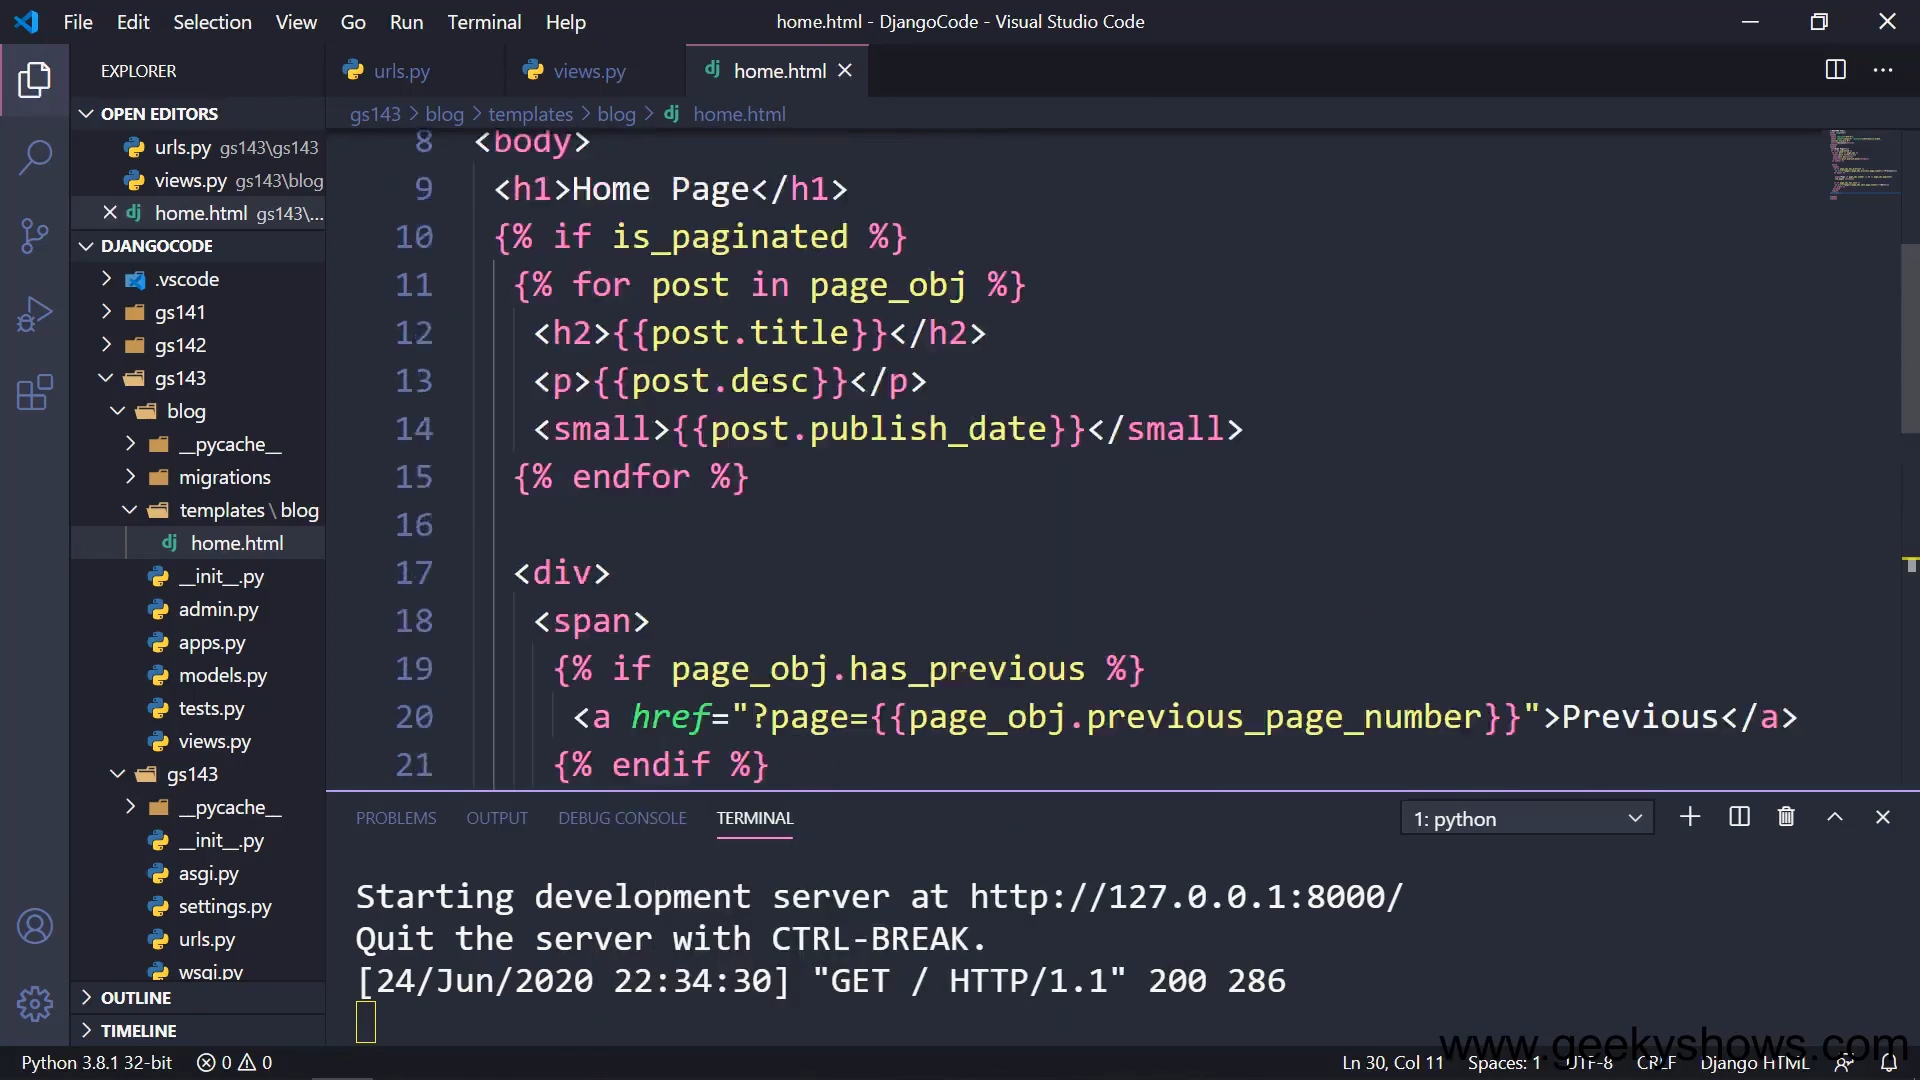 File Edit Selection View Go Run Terminal Help
home.html - DjangoCode - Visual Studio Code
EXPLORER
OPEN EDITORS
urls.py gs143\gs143
views.py gs143\blog
home.html gs143\...
DJANGOCODE
.vscode
gs141
gs142
gs143
blog
__pycache__
migrations
templates \ blog
home.html
__init__.py
admin.py
apps.py
models.py
tests.py
views.py
gs143
__pycache__
__init__.py
asgi.py
settings.py
urls.py
wsgi.py
OUTLINE
TIMELINE
urls.py views.py home.html
gs143 > blog > templates > blog > home.html
8 <body>
9 <h1>Home Page</h1>
10 {% if is_paginated %}
11 {% for post in page_obj %}
12 <h2>{{post.title}}</h2>
13 <p>{{post.desc}}</p>
14 <small>{{post.publish_date}}</small>
15 {% endfor %}
16
17 <div>
18 <span>
19 {% if page_obj.has_previous %}
20 <a href="?page={{page_obj.previous_page_number}}">Previous</a>
21 {% endif %}
PROBLEMS OUTPUT DEBUG CONSOLE TERMINAL 1: python
Starting development server at http://127.0.0.1:8000/
Quit the server with CTRL-BREAK.
[24/Jun/2020 22:34:30] "GET / HTTP/1.1" 200 286
www.geekyshows.com
Python 3.8.1 32-bit 0 0 Ln 30, Col 11 Spaces: 1 UTF-8 CRLF Django HTML